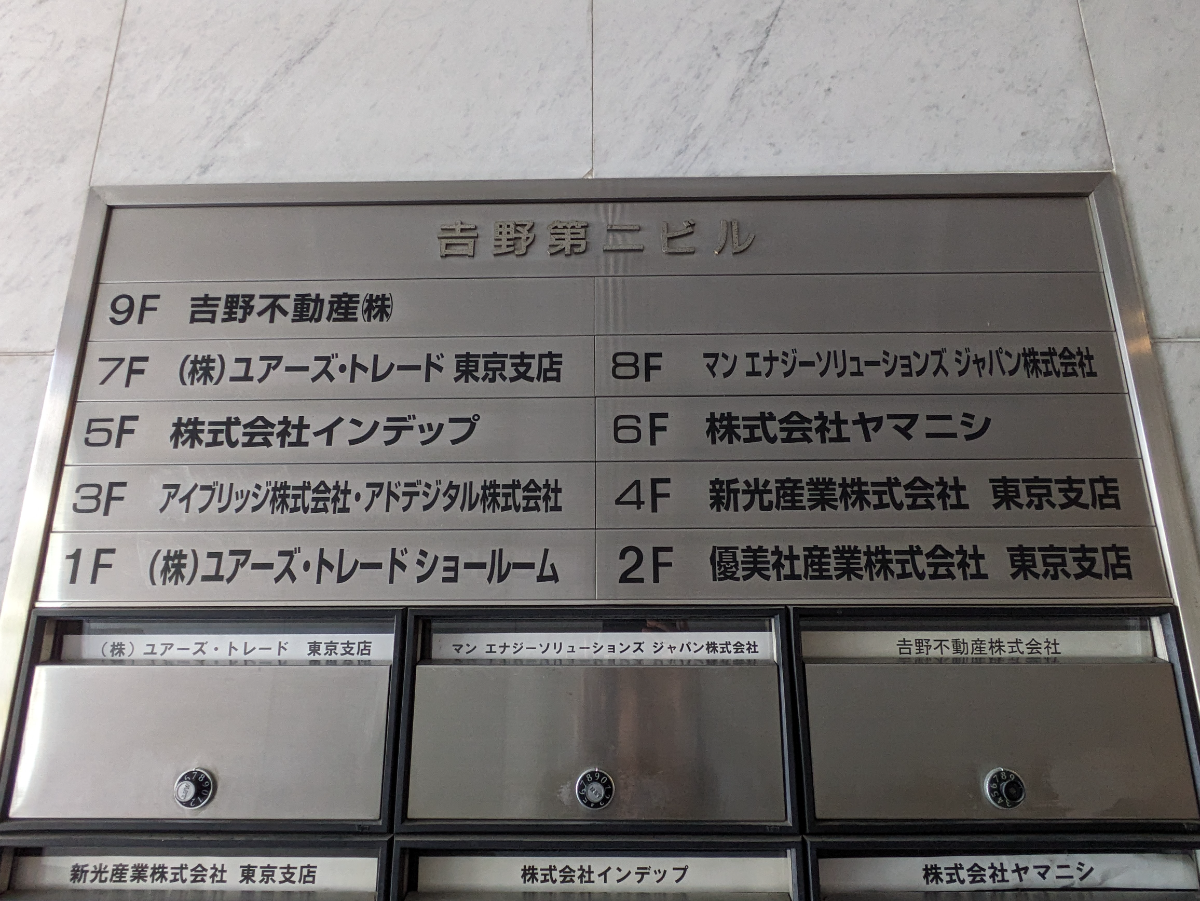 𠮷野第二ビル
9F 吉野不動産㈱
7F (株)ユアーズ・トレード 東京支店
8F マン エナジーソリューションズ ジャパン株式会社
5F 株式会社インデップ
6F 株式会社ヤマニシ
3F アイブリッジ株式会社・アドデジタル株式会社
4F 新光産業株式会社 東京支店
1F (株)ユアーズ・トレードショールーム
2F 優美社産業株式会社 東京支店
(株)ユアーズ・トレード 東京支店
マン エナジーソリューションズ ジャパン株式会社
𠮷野不動産株式会社
新光産業株式会社 東京支店
株式会社インデップ
株式会社ヤマニシ